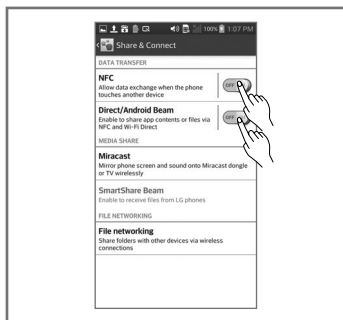 100% 1:07 PM
Share & Connect
DATA TRANSFER
NFC
Allow data exchange when the phone
touches another device
OFF
Direct/Android Beam
Enable to share app contents or files via
NFC and Wi-Fi Direct
OFF
MEDIA SHARE
Miracast
Mirror phone screen and sound onto Miracast dongle
or TV wirelessly
SmartShare Beam
Enable to receive files from LG phones
FILE NETWORKING
File networking
Share folders with other devices via wireless
connections